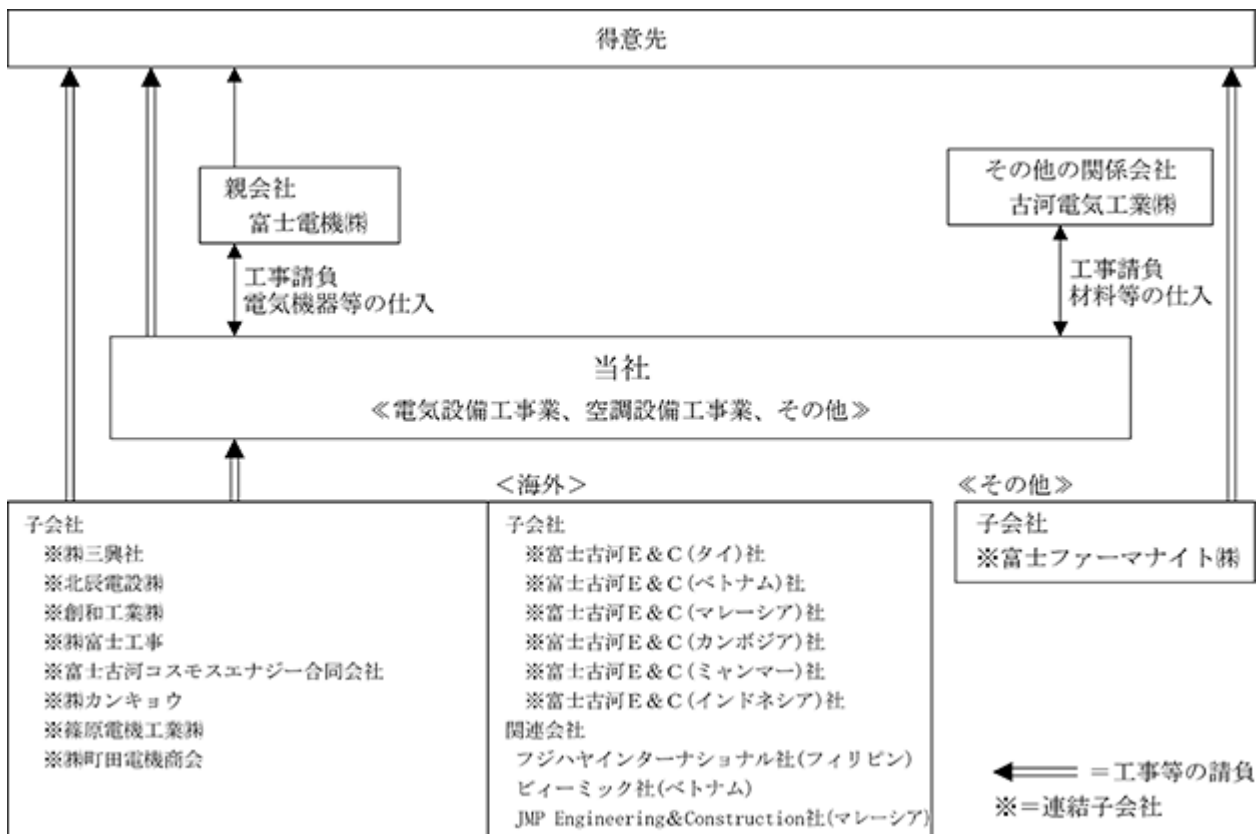 得意先
親会社
富士電機㈱
その他の関係会社
古河電気工業㈱
工事請負
電気機器等の仕入
工事請負
材料等の仕入
当社
≪電気設備工事業、空調設備工事業、その他≫
子会社
※㈱三興社
※北辰電設㈱
※創和工業㈱
※㈱富士工事
※富士古河コスモスエナジー合同会社
※㈱カンキョウ
※篠原電機工業㈱
※㈱町田電機商会
＜海外＞
子会社
※富士古河E&C(タイ)社
※富士古河E&C(ベトナム)社
※富士古河E&C(マレーシア)社
※富士古河E&C(カンボジア)社
※富士古河E&C(ミャンマー)社
※富士古河E&C(インドネシア)社
関連会社
フジハヤインターナショナル社(フィリピン)
ビィーミック社(ベトナム)
JMP Engineering&Construction社(マレーシア)
≪その他≫
子会社
※富士ファーマナイト㈱
＝工事等の請負
※＝連結子会社